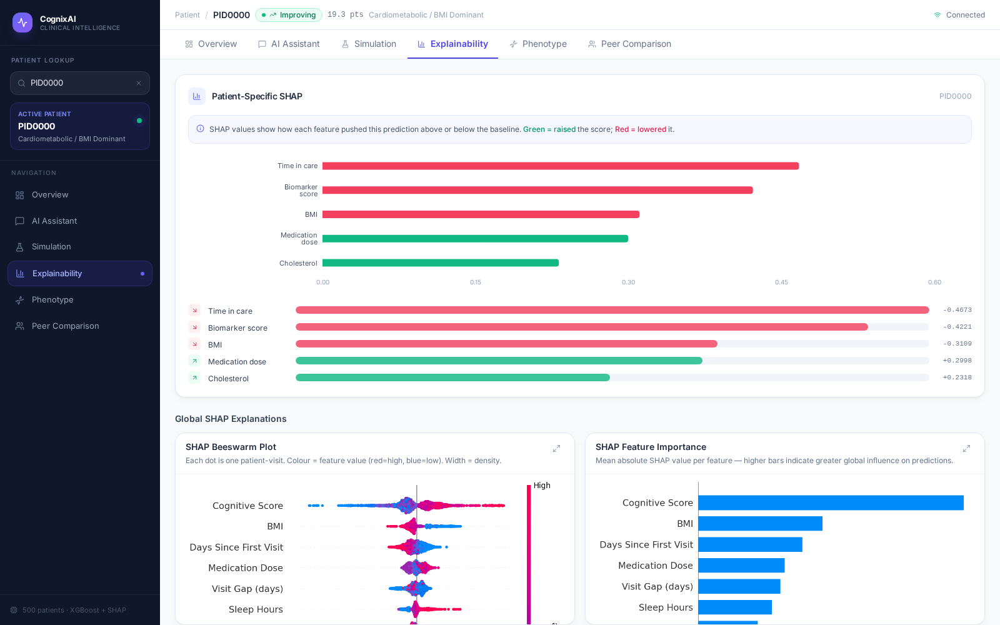 CognixAI
CLINICAL INTELLIGENCE
PATIENT LOOKUP
PID0000
ACTIVE PATIENT
PID0000
Cardiometabolic / BMI Dominant
NAVIGATION
Overview
AI Assistant
Simulation
Explainability
Phenotype
Peer Comparison
500 patients · XGBoost + SHAP
Patient / PID0000 Improving 19.3 pts Cardiometabolic / BMI Dominant Connected
Overview AI Assistant Simulation Explainability Phenotype Peer Comparison
Patient-Specific SHAP PID0000
SHAP values show how each feature pushed this prediction above or below the baseline. Green = raised the score; Red = lowered it.
Time in care
Biomarker
score
BMI
Medication
dose
Cholesterol
0.00 0.15 0.30 0.45 0.60
Time in care -0.4673
Biomarker score -0.4221
BMI -0.3109
Medication dose +0.2998
Cholesterol +0.2318
Global SHAP Explanations
SHAP Beeswarm Plot
Each dot is one patient-visit. Colour = feature value (red=high, blue=low). Width = density.
High
Cognitive Score
BMI
Days Since First Visit
Medication Dose
Visit Gap (days)
Sleep Hours
SHAP Feature Importance
Mean absolute SHAP value per feature — higher bars indicate greater global influence on predictions.
Cognitive Score
BMI
Days Since First Visit
Medication Dose
Visit Gap (days)
Sleep Hours